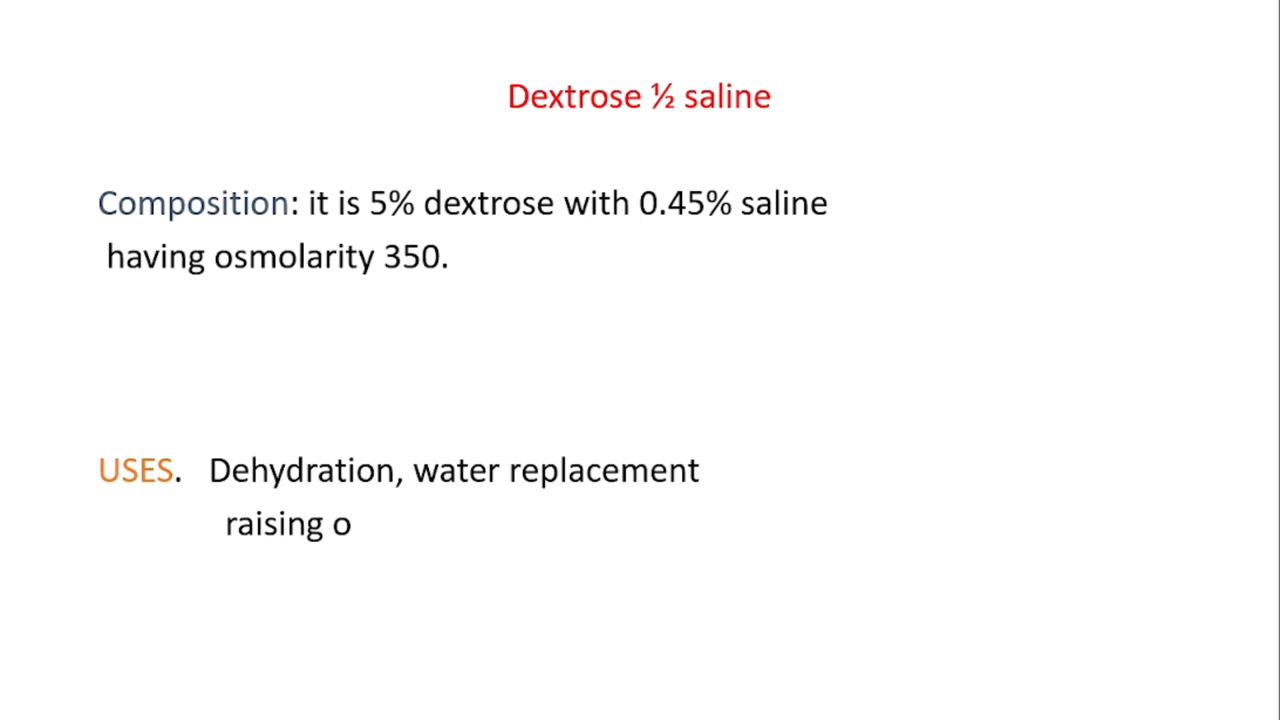 Dextrose ½ saline
Composition: it is 5% dextrose with 0.45% saline
having osmolarity 350.
USES. Dehydration, water replacement
raising o